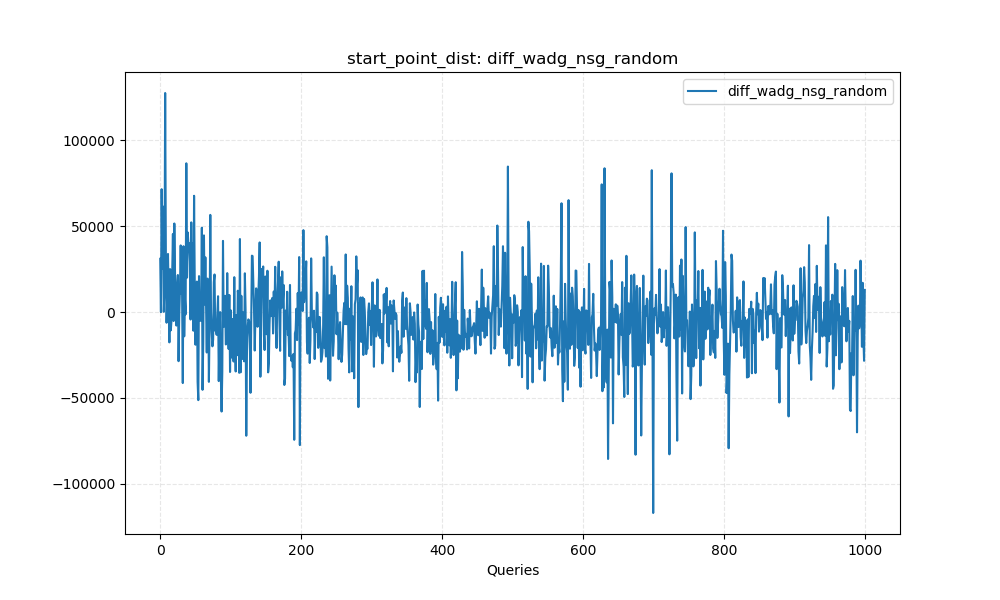 start_point_dist: diff_wadg_nsg_random
diff_wadg_nsg_random
100000
50000
0
−50000
−100000
0 200 400 600 800 1000
Queries